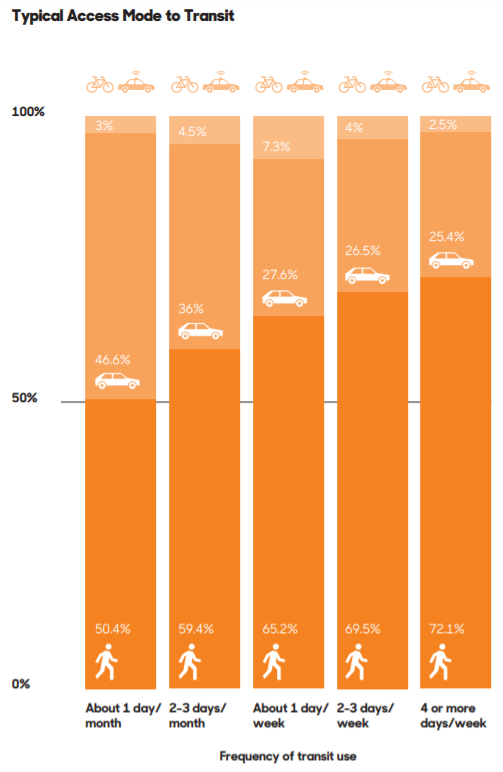 Typical Access Mode to Transit
100%
3%
4.5%
7.3%
4%
2.5%
46.6%
36%
27.6%
26.5%
25.4%
50%
50.4%
59.4%
65.2%
69.5%
72.1%
0%
About 1 day/
month
2-3 days/
month
About 1 day/
week
2-3 days/
week
4 or more
days/week
Frequency of transit use